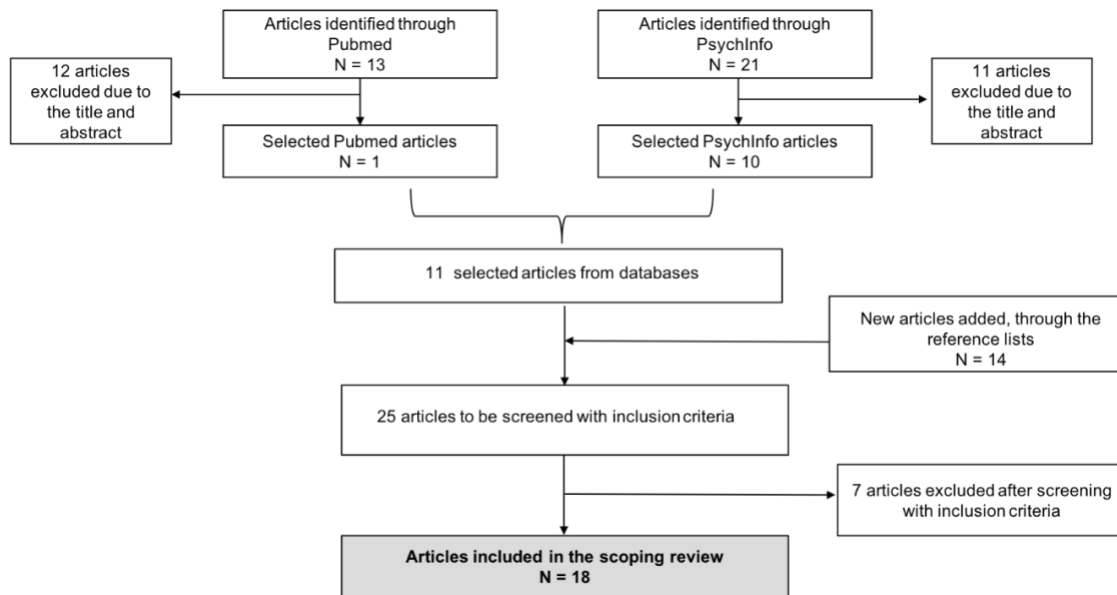 Articles identified through
Pubmed
N = 13
Articles identified through
PsychInfo
N = 21
12 articles
excluded due to
the title and
abstract
11 articles
excluded due to
the title and
abstract
Selected Pubmed articles
N = 1
Selected PsychInfo articles
N = 10
11 selected articles from databases
New articles added, through the
reference lists
N = 14
25 articles to be screened with inclusion criteria
7 articles excluded after screening
with inclusion criteria
Articles included in the scoping review
N = 18